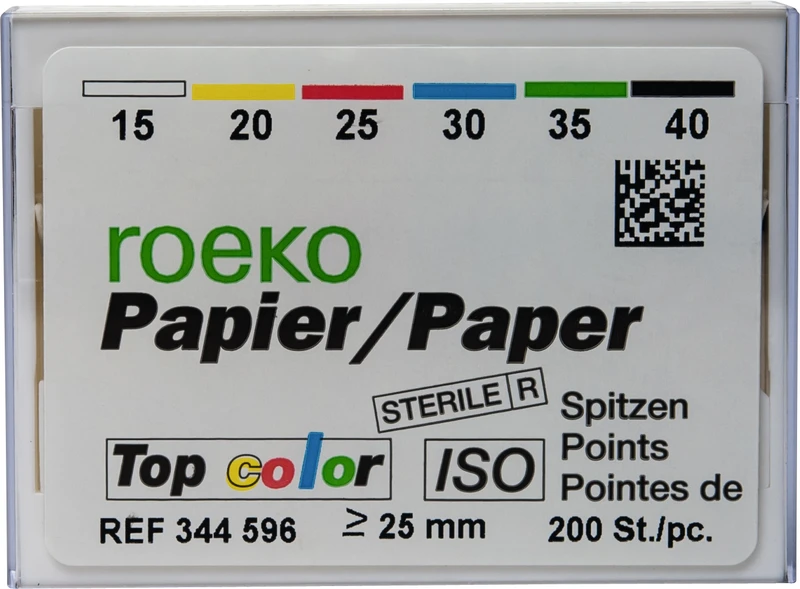 15 20 25 30 35 40
roeko
Papier/Paper
STERILE R
Spitzen
Points
Pointes de
Top color
ISO
REF 344 596 ≥ 25 mm 200 St./pc.